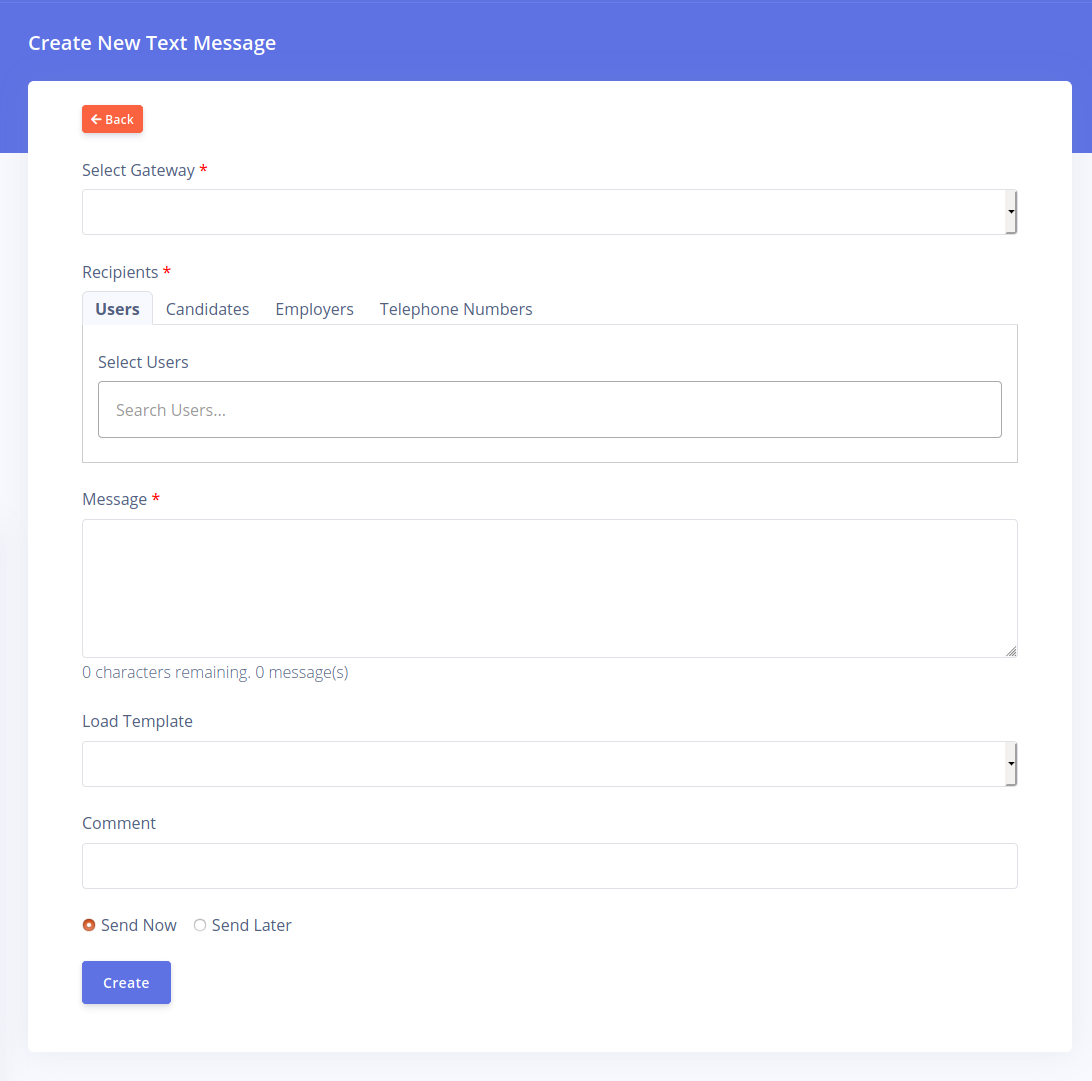 Create New Text Message
Back
Select Gateway *
Recipients *
Users Candidates Employers Telephone Numbers
Select Users
Search Users...
Message *
0 characters remaining. 0 message(s)
Load Template
Comment
Send Now Send Later
Create